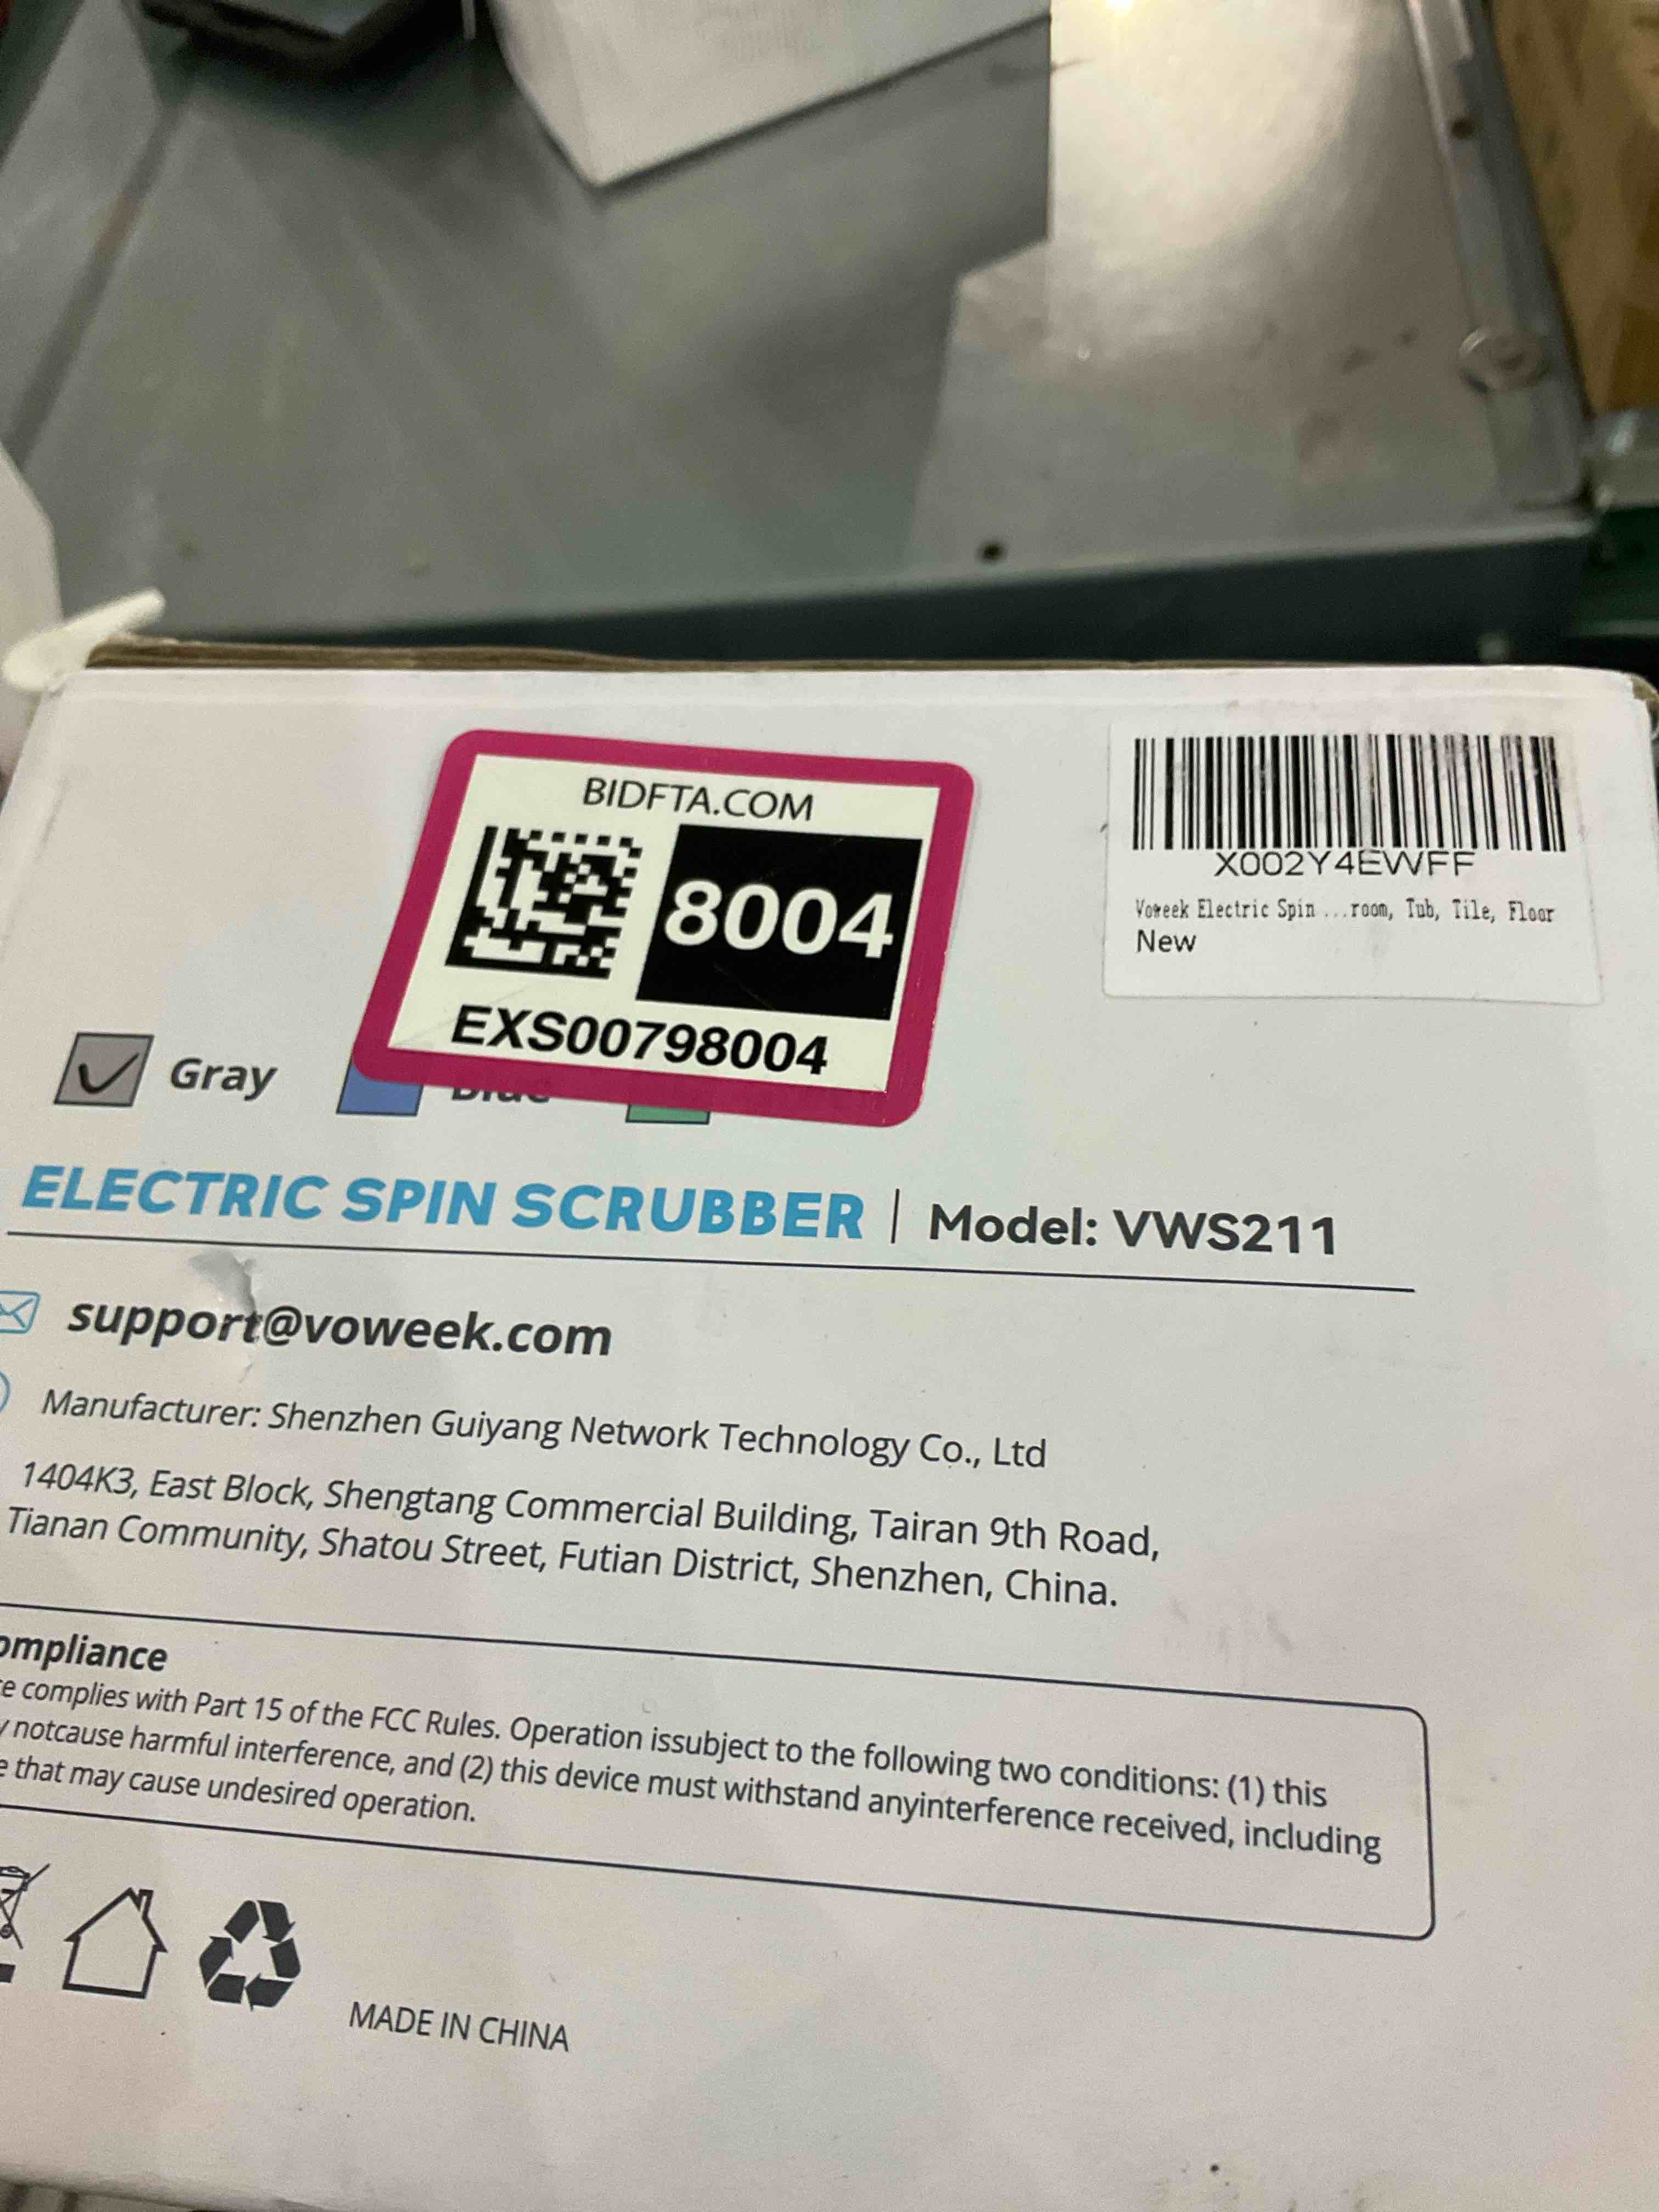 BIDFTA.COM
8004
EXS00798004
X002Y4EWFF
Voweek Electric Spin ...room, Tub, Tile, Floor
New
Gray
Blue
ELECTRIC SPIN SCRUBBER | Model: VWS211
support@voweek.com
Manufacturer: Shenzhen Guiyang Network Technology Co., Ltd
1404K3, East Block, Shengtang Commercial Building, Tairan 9th Road,
Tianan Community, Shatou Street, Futian District, Shenzhen, China.
ompliance
e complies with Part 15 of the FCC Rules. Operation issubject to the following two conditions: (1) this
y notcause harmful interference, and (2) this device must withstand anyinterference received, including
e that may cause undesired operation.
MADE IN CHINA